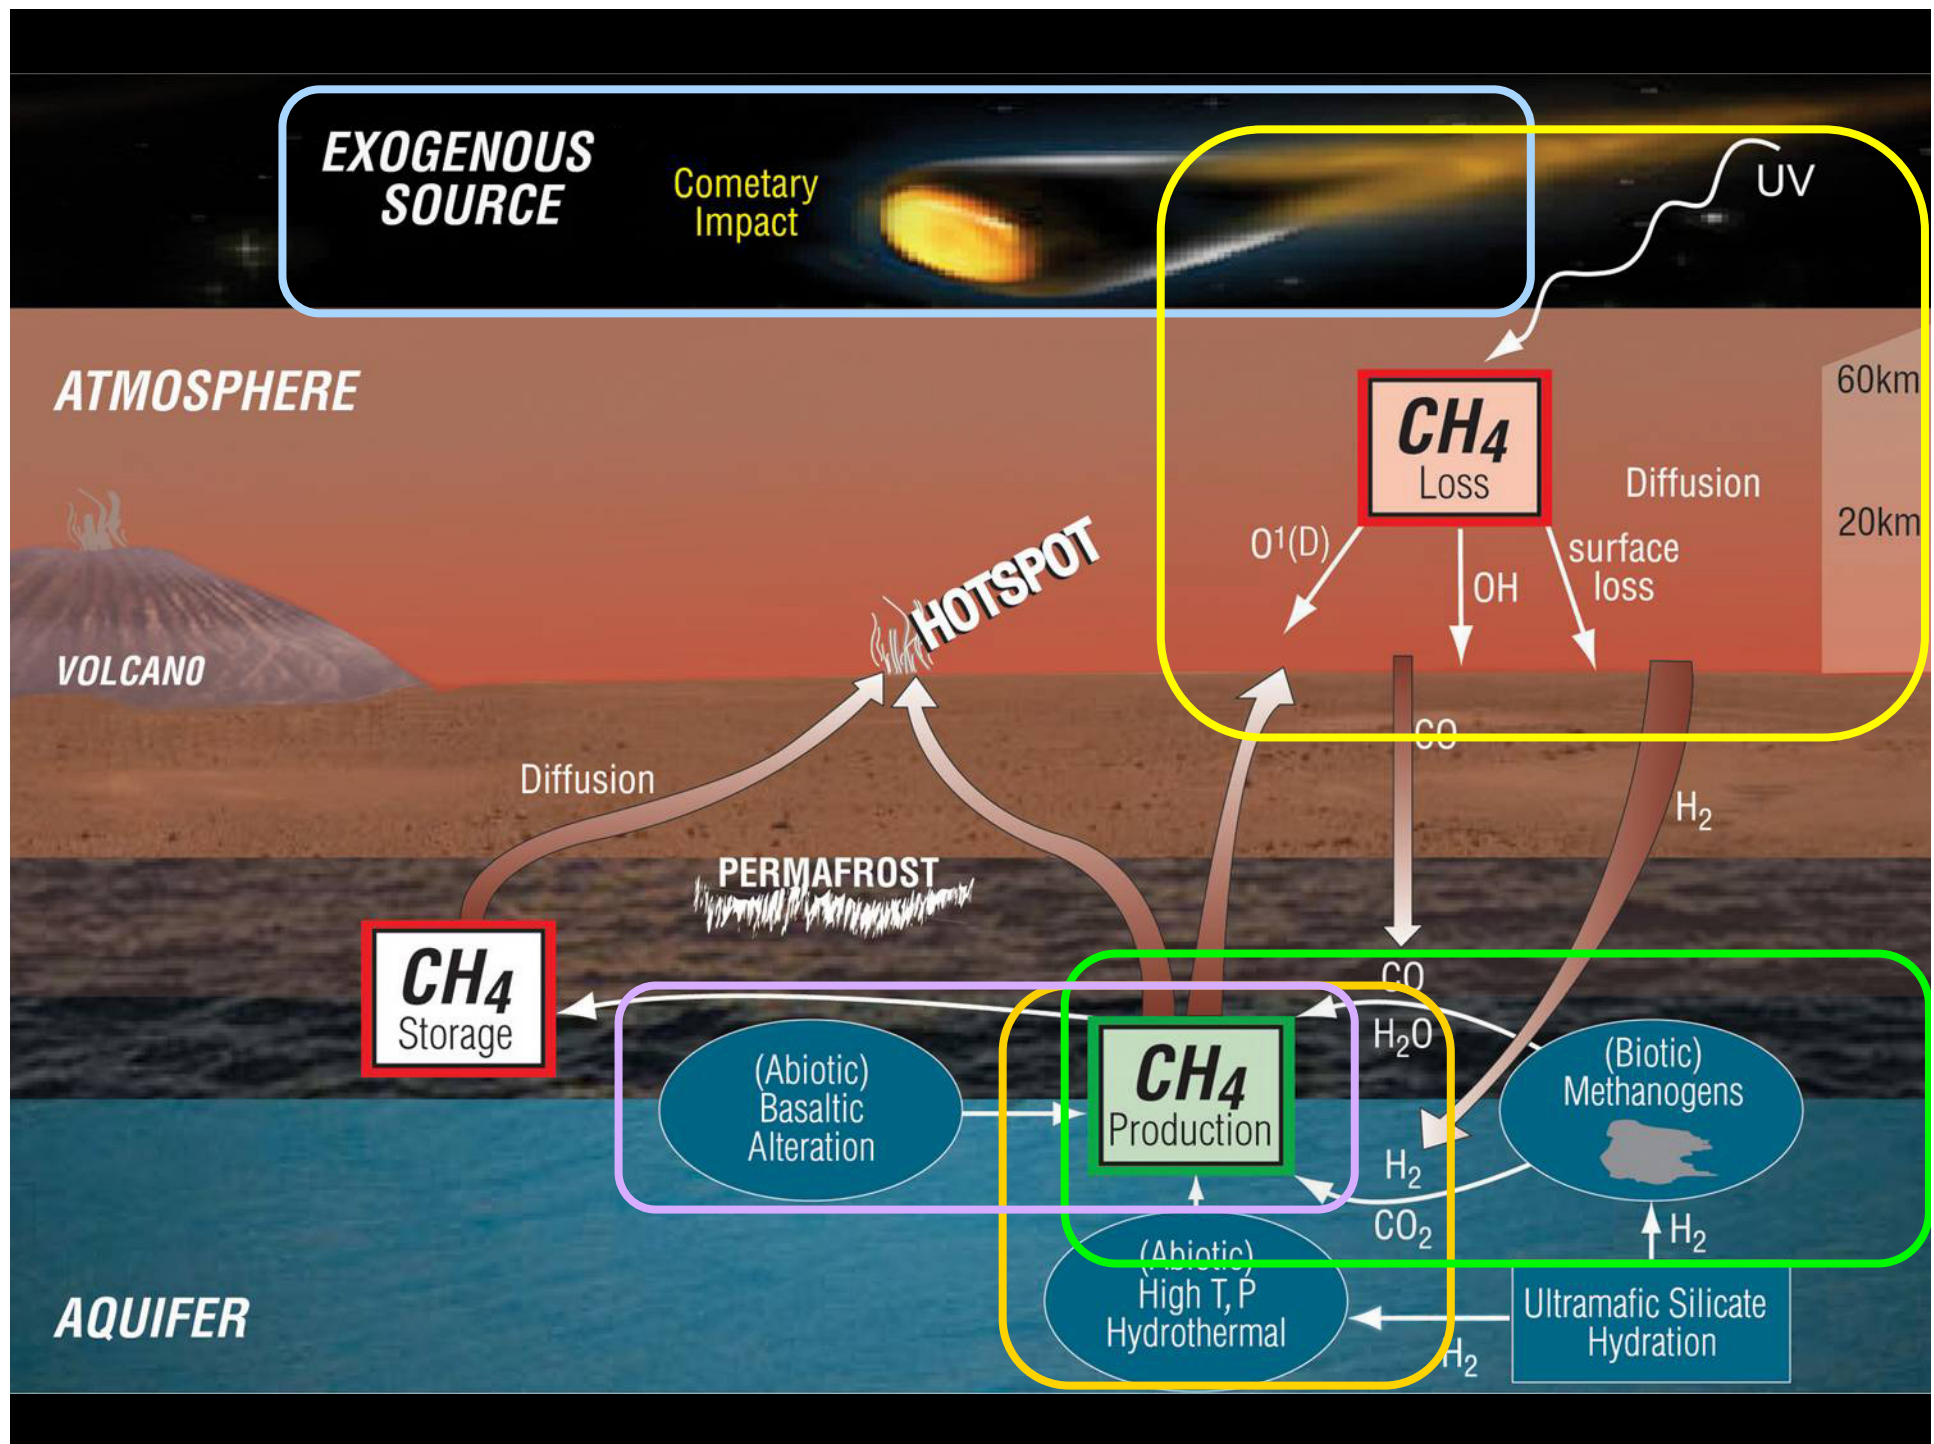 EXOGENOUS
SOURCE
Cometary
Impact
UV
ATMOSPHERE
60km
CH4
Loss
Diffusion
20km
O1(D)
OH
surface
loss
HOTSPOT
VOLCANO
CO
Diffusion
H2
PERMAFROST
CH4
Storage
CO
H2O
(Abiotic)
Basaltic
Alteration
CH4
Production
(Biotic)
Methanogens
H2
CO2
H2
(Abiotic)
High T, P
Hydrothermal
Ultramafic Silicate
Hydration
H2
AQUIFER